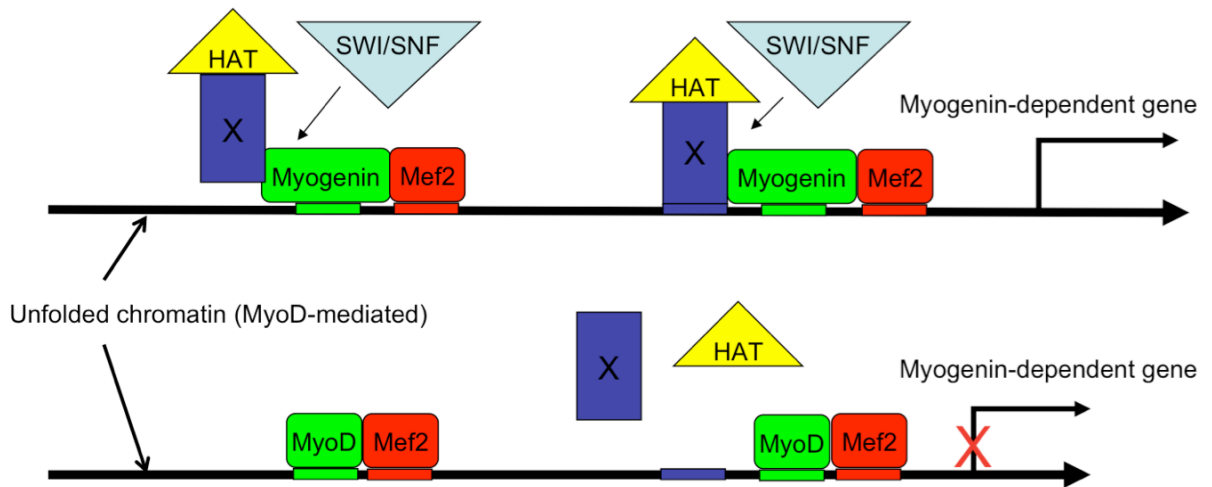 HAT
SWI/SNF
X
Myogenin
Mef2
HAT
SWI/SNF
X
Myogenin
Mef2
Myogenin-dependent gene
Unfolded chromatin (MyoD-mediated)
X
HAT
Myogenin-dependent gene
MyoD
Mef2
MyoD
Mef2
X